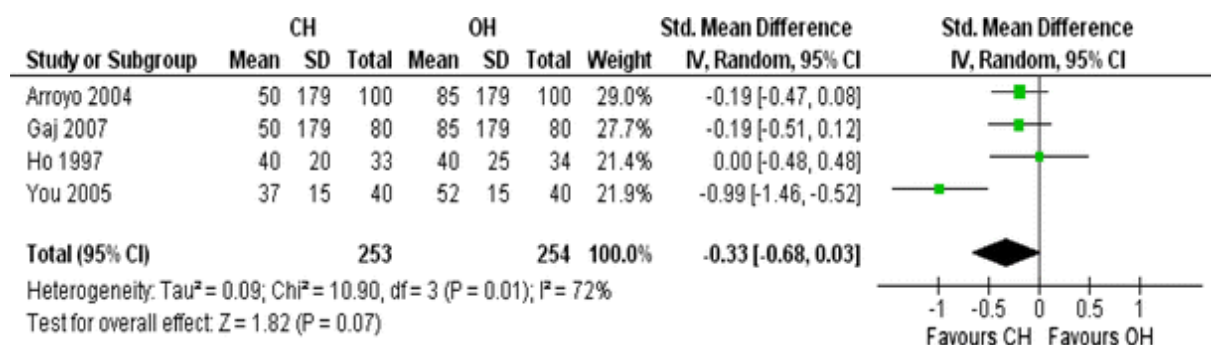 CH OH Std. Mean Difference Std. Mean Difference
Study or Subgroup Mean SD Total Mean SD Total Weight IV, Random, 95% CI IV, Random, 95% CI
Arroyo 2004 50 179 100 85 179 100 29.0% -0.19 [-0.47, 0.08]
Gaj 2007 50 179 80 85 179 80 27.7% -0.19 [-0.51, 0.12]
Ho 1997 40 20 33 40 25 34 21.4% 0.00 [-0.48, 0.48]
You 2005 37 15 40 52 15 40 21.9% -0.99 [-1.46, -0.52]
Total (95% CI) 253 254 100.0% -0.33 [-0.68, 0.03]
Heterogeneity: Tau² = 0.09; Chi² = 10.90, df = 3 (P = 0.01); I² = 72%
Test for overall effect: Z = 1.82 (P = 0.07)
-1 -0.5 0 0.5 1
Favours CH Favours OH